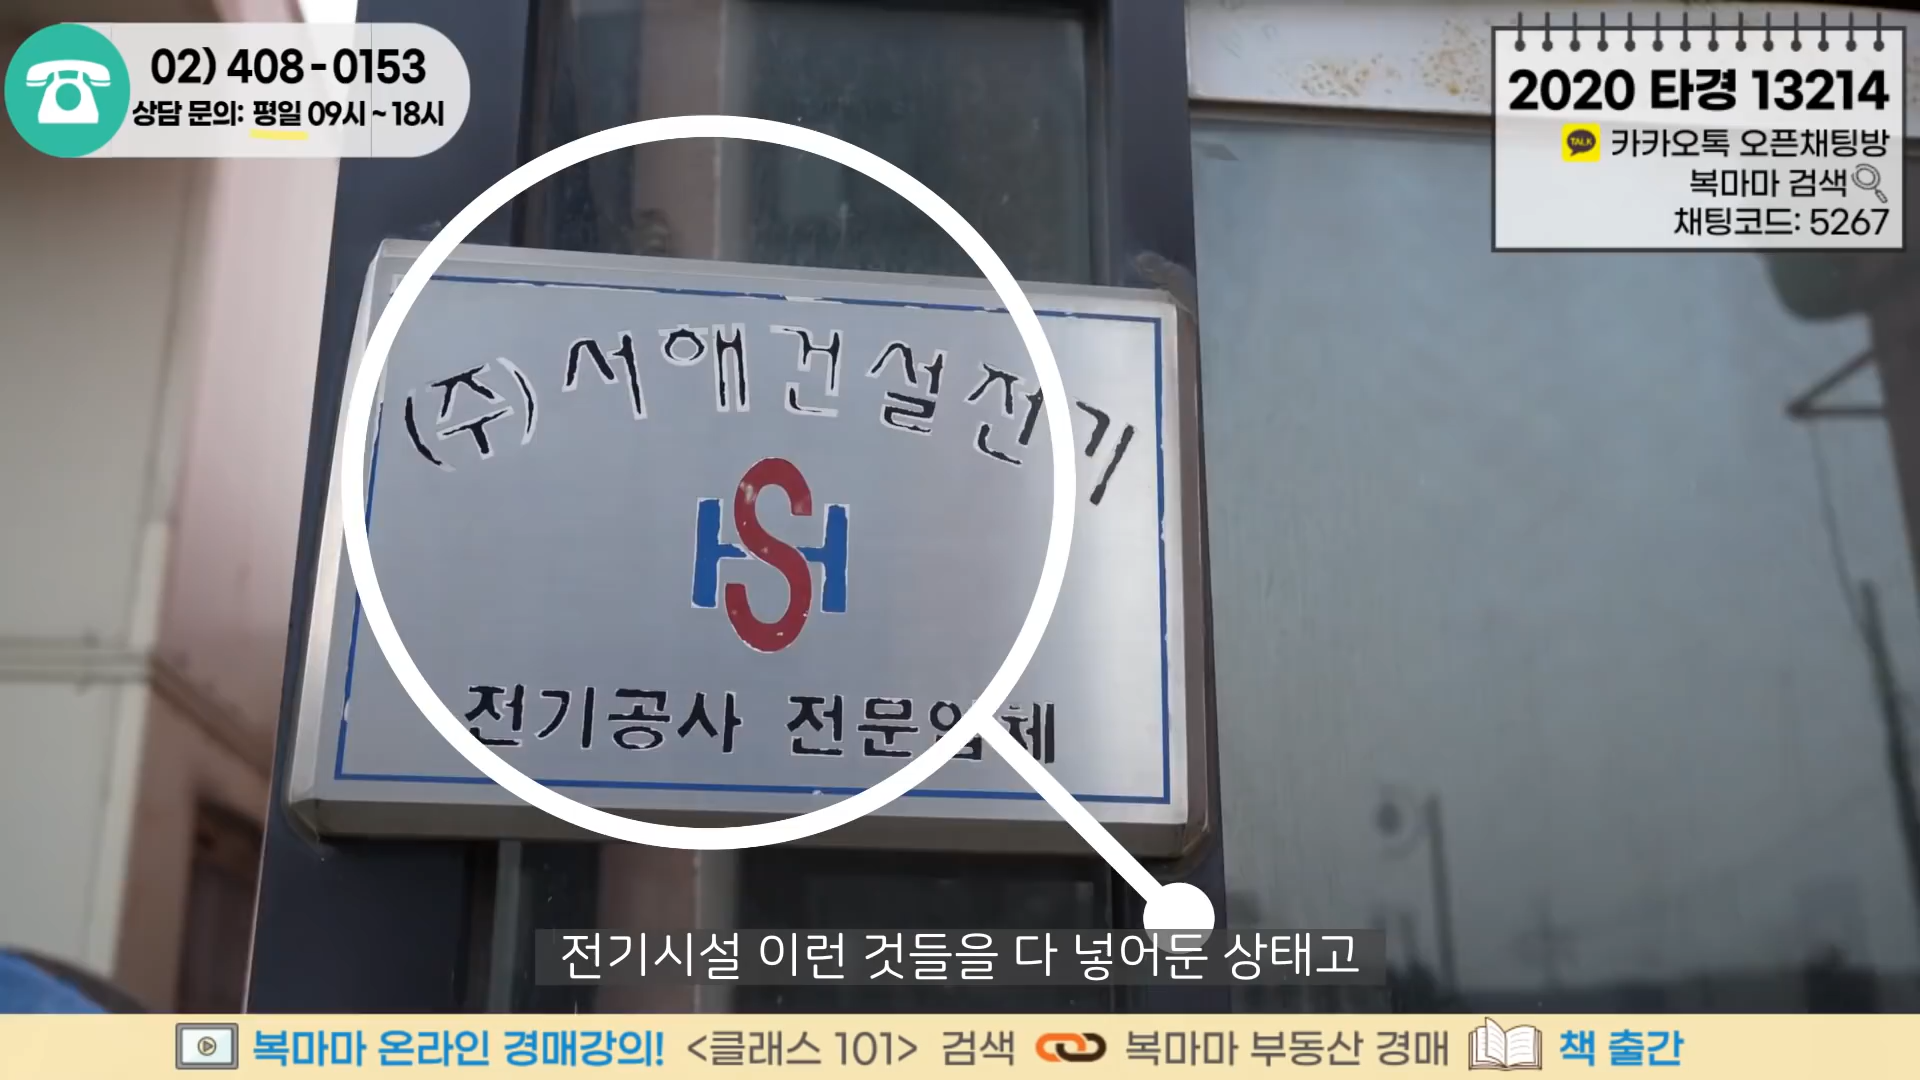 02) 408-0153
상담 문의: 평일 09시 ~ 18시
2020 타경 13214
TALK 카카오톡 오픈채팅방
복마마 검색
채팅코드: 5267
(주)서해건설전기
HS
전기공사 전문업체
전기시설 이런 것들을 다 넣어둔 상태고
복마마 온라인 경매강의! <클래스 101> 검색 복마마 부동산 경매 책 출간